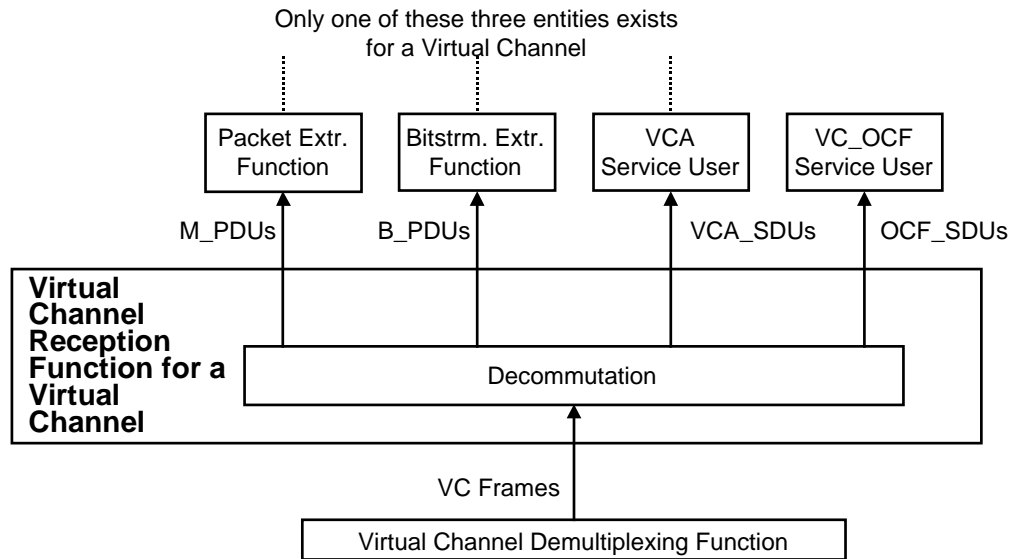 Only one of these three entities exists
for a Virtual Channel
Packet Extr.
Function
Bitstrm. Extr.
Function
VCA
Service User
VC_OCF
Service User
M_PDUs
B_PDUs
VCA_SDUs
OCF_SDUs
Virtual
Channel
Reception
Function for a
Virtual
Channel
Decommutation
VC Frames
Virtual Channel Demultiplexing Function